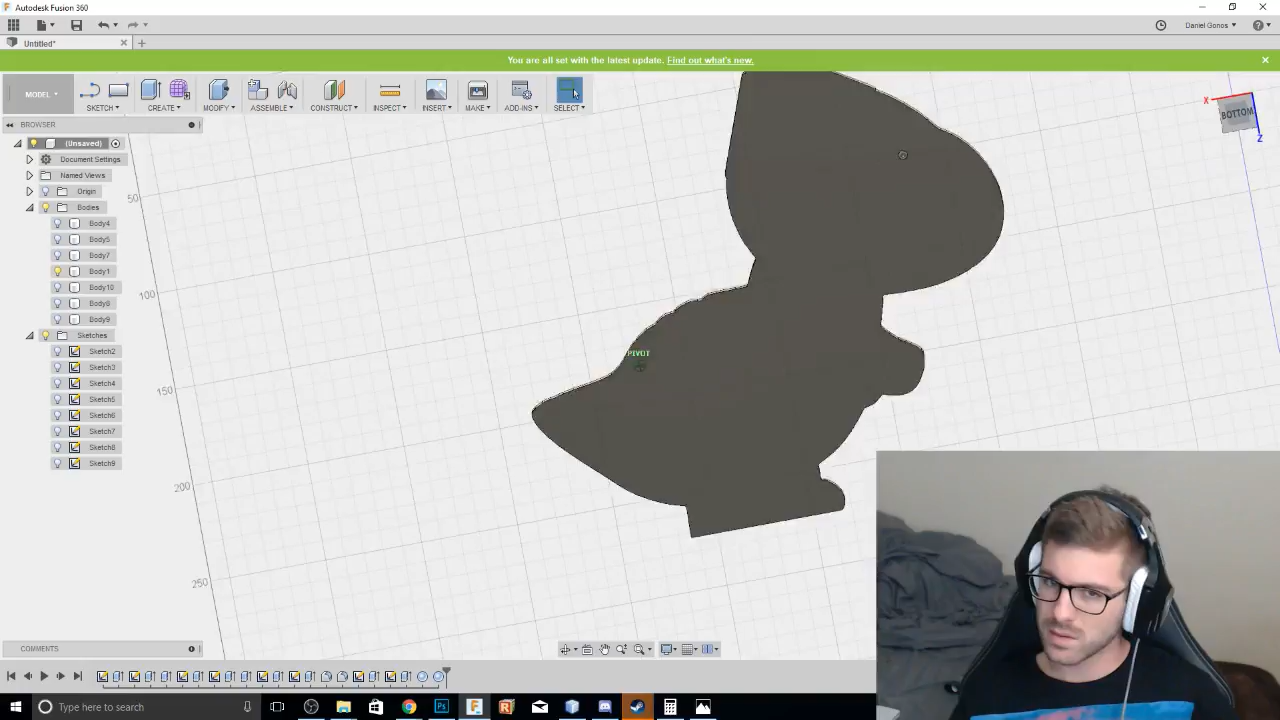 Autodesk Fusion 360
Daniel Gonos
Untitled*
You are all set with the latest update. Find out what's new.
MODEL
SKETCH
CREATE
MODIFY
ASSEMBLE
CONSTRUCT
INSPECT
INSERT
MAKE
ADD-INS
SELECT
BROWSER
X
BOTTOM
Z
(Unsaved)
Document Settings
Named Views
Origin
Bodies
Body4
Body5
Body7
Body1
Body10
Body8
Body9
Sketches
Sketch2
Sketch3
Sketch4
Sketch5
Sketch6
Sketch7
Sketch8
Sketch9
50
100
150
200
250
PIVOT
COMMENTS
Type here to search